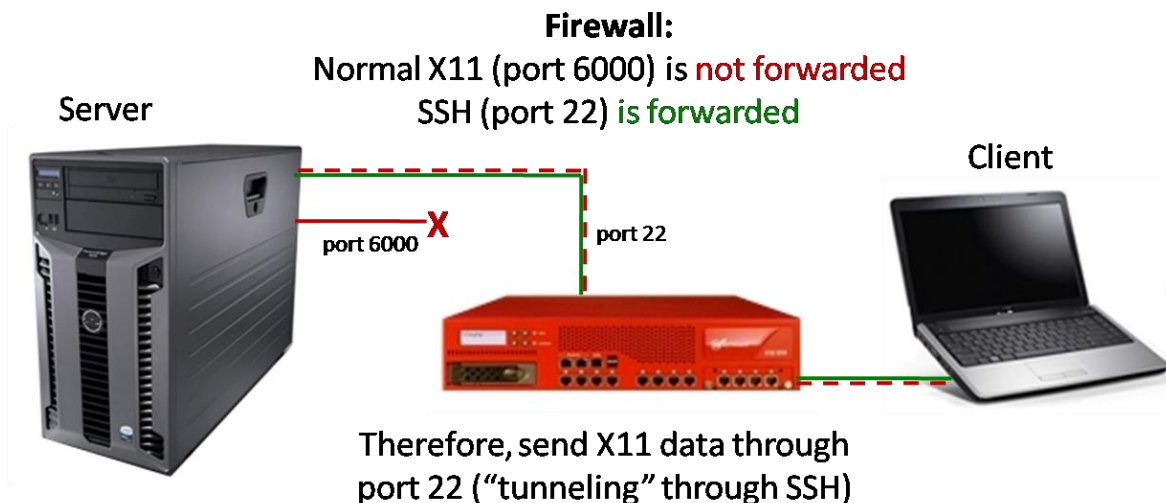 Firewall:
Normal X11 (port 6000) is not forwarded
SSH (port 22) is forwarded
Server
Client
port 6000
X
port 22
Therefore, send X11 data through
port 22 (“tunneling” through SSH)